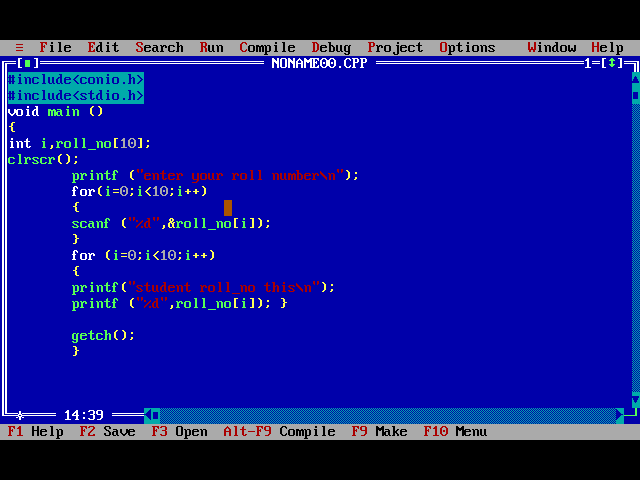 ≡ File Edit Search Run Compile Debug Project Options Window Help
[■] NONAME00.CPP 1=[↕]
#include<conio.h>
#include<stdio.h>
void main ()
{
int i,roll_no[10];
clrscr();
printf ("enter your roll number\n");
for(i=0;i<10;i++)
{
scanf ("%d",&roll_no[i]);
}
for (i=0;i<10;i++)
{
printf("student roll_no this\n");
printf ("%d",roll_no[i]); }
getch();
}
* 14:39
F1 Help F2 Save F3 Open Alt-F9 Compile F9 Make F10 Menu